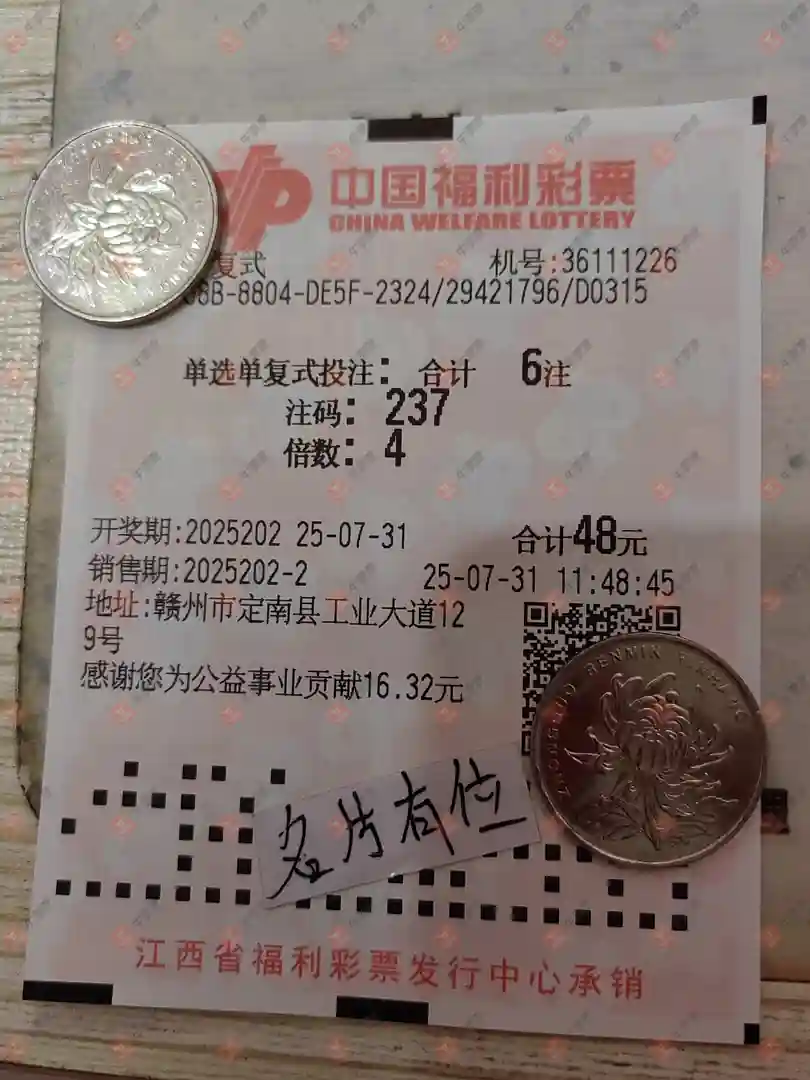 中国福利彩票
CHINA WELFARE LOTTERY
复式 机号:36111226
6B-8804-DE5F-2324/29421796/D0315
单选单复式投注: 合计 6注
注码: 237
倍数: 4
开奖期:2025202 25-07-31 合计48元
销售期:2025202-2 25-07-31 11:48:45
地址:赣州市定南县工业大道12
9号
感谢您为公益事业贡献16.32元
名片有位
江西省福利彩票发行中心承销